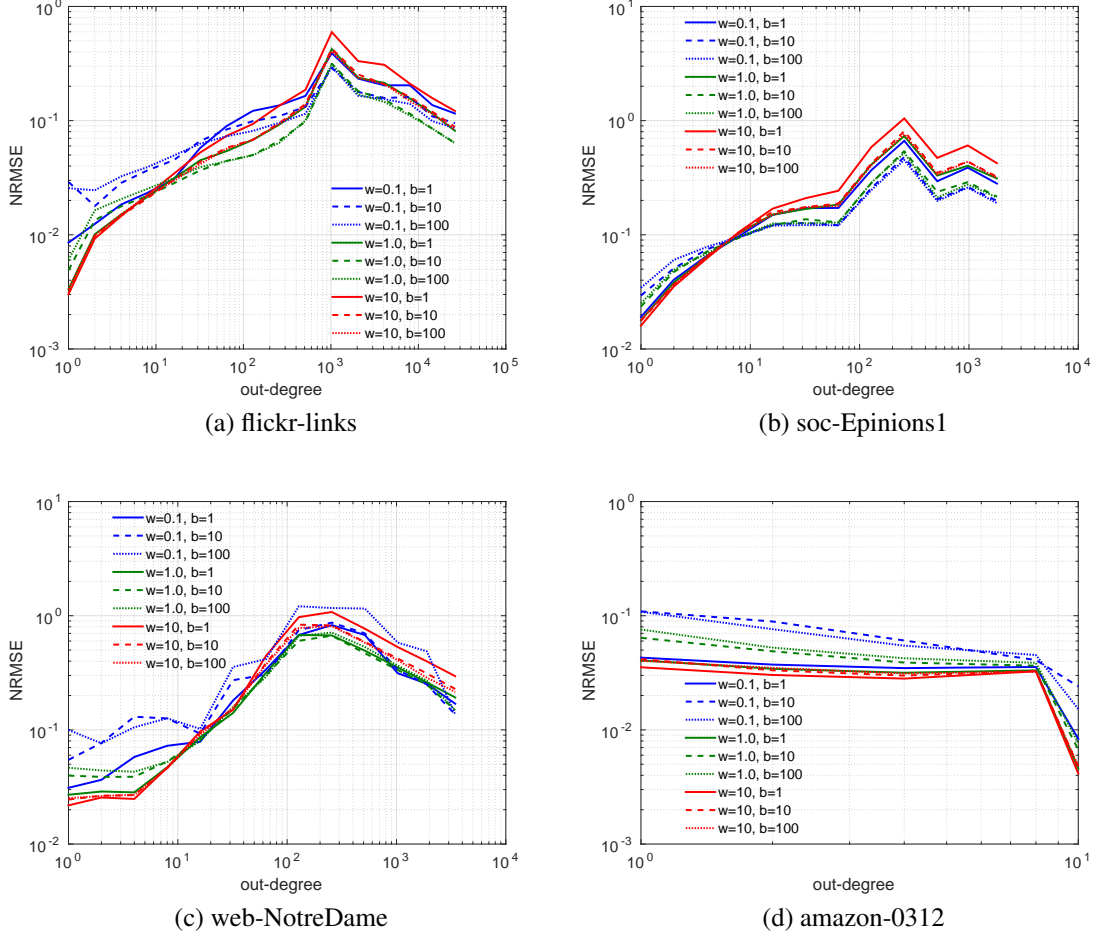 10^0
10^-1
10^-2
10^-3
NRMSE
w=0.1, b=1
w=0.1, b=10
w=0.1, b=100
w=1.0, b=1
w=1.0, b=10
w=1.0, b=100
w=10, b=1
w=10, b=10
w=10, b=100
10^0 10^1 10^2 10^3 10^4 10^5
out-degree
(a) flickr-links
10^1
10^0
10^-1
10^-2
NRMSE
w=0.1, b=1
w=0.1, b=10
w=0.1, b=100
w=1.0, b=1
w=1.0, b=10
w=1.0, b=100
w=10, b=1
w=10, b=10
w=10, b=100
10^0 10^1 10^2 10^3 10^4
out-degree
(b) soc-Epinions1
10^1
10^0
10^-1
10^-2
NRMSE
w=0.1, b=1
w=0.1, b=10
w=0.1, b=100
w=1.0, b=1
w=1.0, b=10
w=1.0, b=100
w=10, b=1
w=10, b=10
w=10, b=100
10^0 10^1 10^2 10^3 10^4
out-degree
(c) web-NotreDame
10^0
10^-1
10^-2
10^-3
NRMSE
w=0.1, b=1
w=0.1, b=10
w=0.1, b=100
w=1.0, b=1
w=1.0, b=10
w=1.0, b=100
w=10, b=1
w=10, b=10
w=10, b=100
10^0 10^1
out-degree
(d) amazon-0312